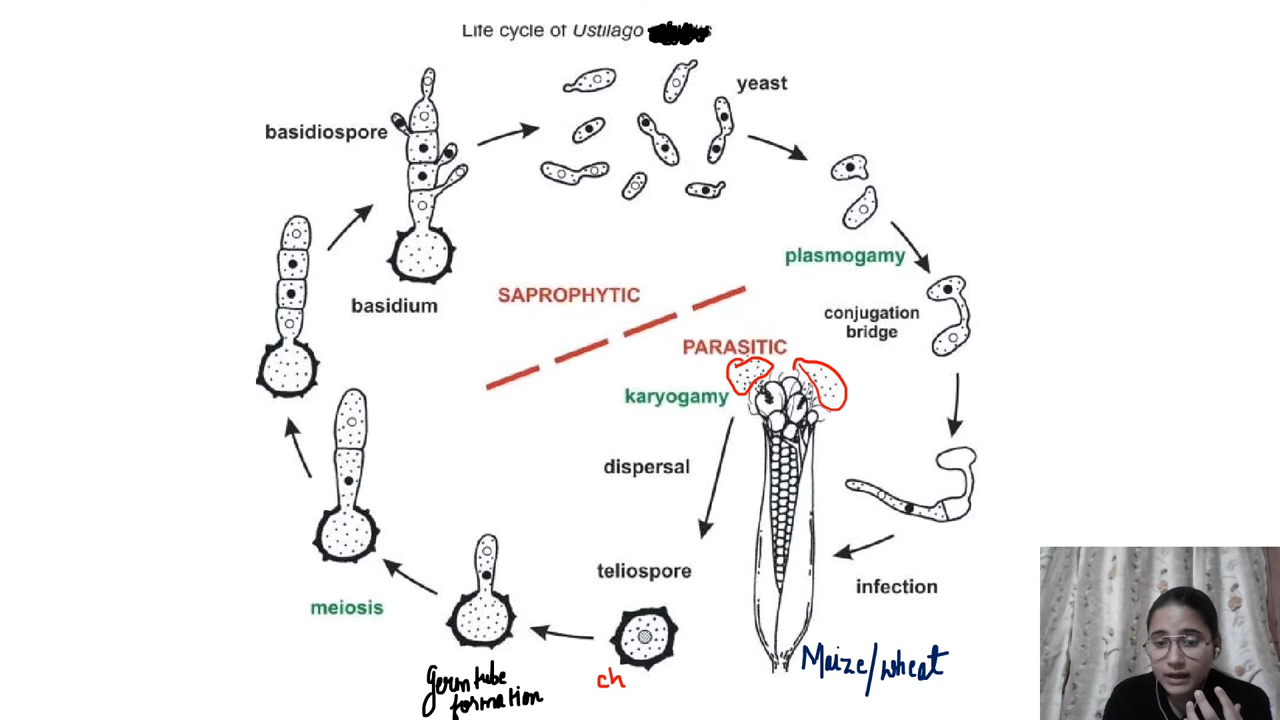 Life cycle of Ustilago
yeast
basidiospore
plasmogamy
basidium
SAPROPHYTIC
conjugation
bridge
PARASITIC
karyogamy
dispersal
teliospore
infection
meiosis
Maize/wheat
ch
Germ tube
formation